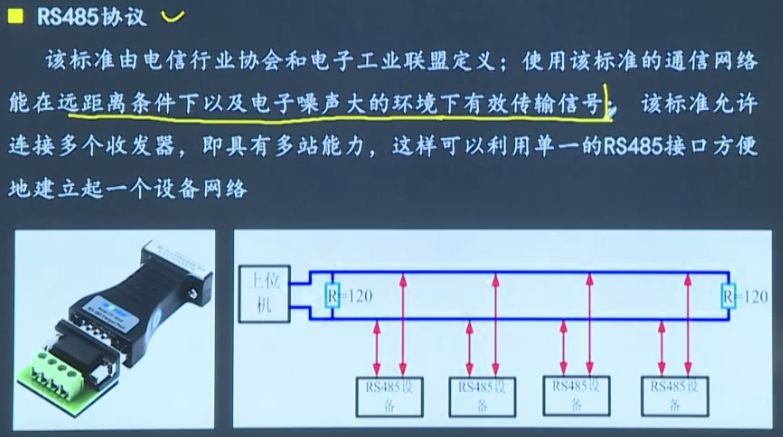 RS485协议
该标准由电信行业协会和电子工业联盟定义；使用该标准的通信网络
能在远距离条件下以及电子噪声大的环境下有效传输信号； 该标准允许
连接多个收发器，即具有多站能力，这样可以利用单一的RS485接口方便
地建立起一个设备网络
上位
机
R=120
R=120
RS485设
备
RS485设
备
RS485设
备
RS485设
备